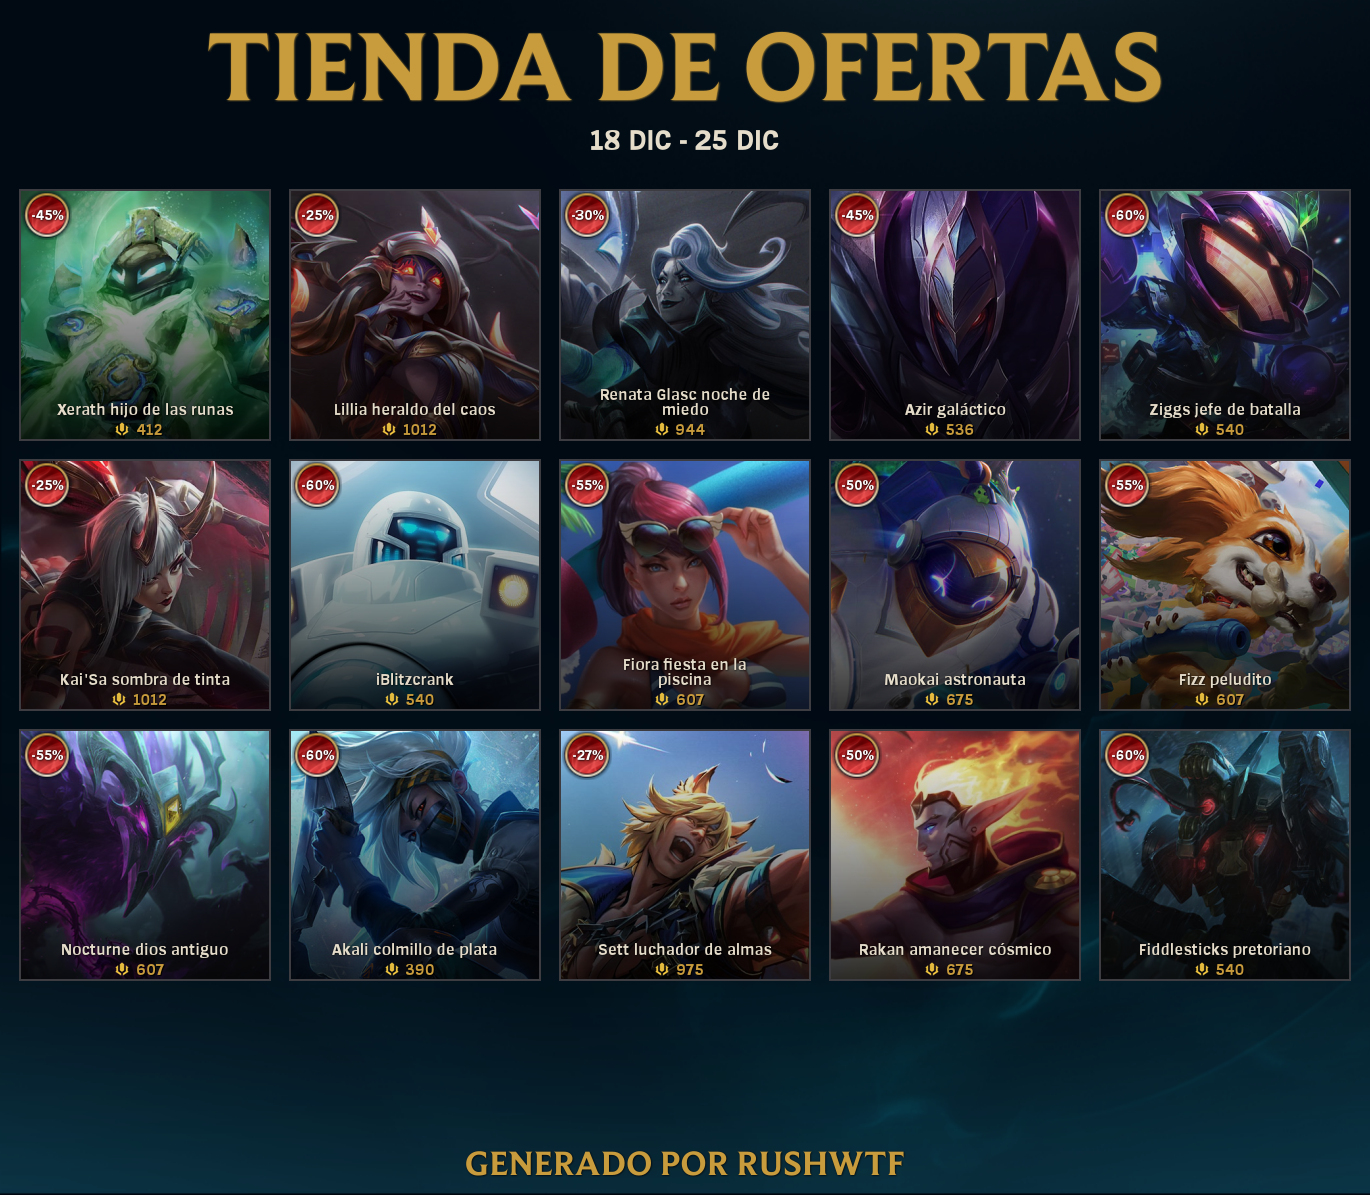 TIENDA DE OFERTAS
18 DIC - 25 DIC
-45%
Xerath hijo de las runas
412
-25%
Lillia heraldo del caos
1012
-30%
Renata Glasc noche de
miedo
944
-45%
Azir galáctico
536
-60%
Ziggs jefe de batalla
540
-25%
Kai'Sa sombra de tinta
1012
-60%
iBlitzcrank
540
-55%
Fiora fiesta en la
piscina
607
-50%
Maokai astronauta
675
-55%
Fizz peludito
607
-55%
Nocturne dios antiguo
607
-60%
Akali colmillo de plata
390
-27%
Sett luchador de almas
975
-50%
Rakan amanecer cósmico
675
-60%
Fiddlesticks pretoriano
540
GENERADO POR RUSHWTF